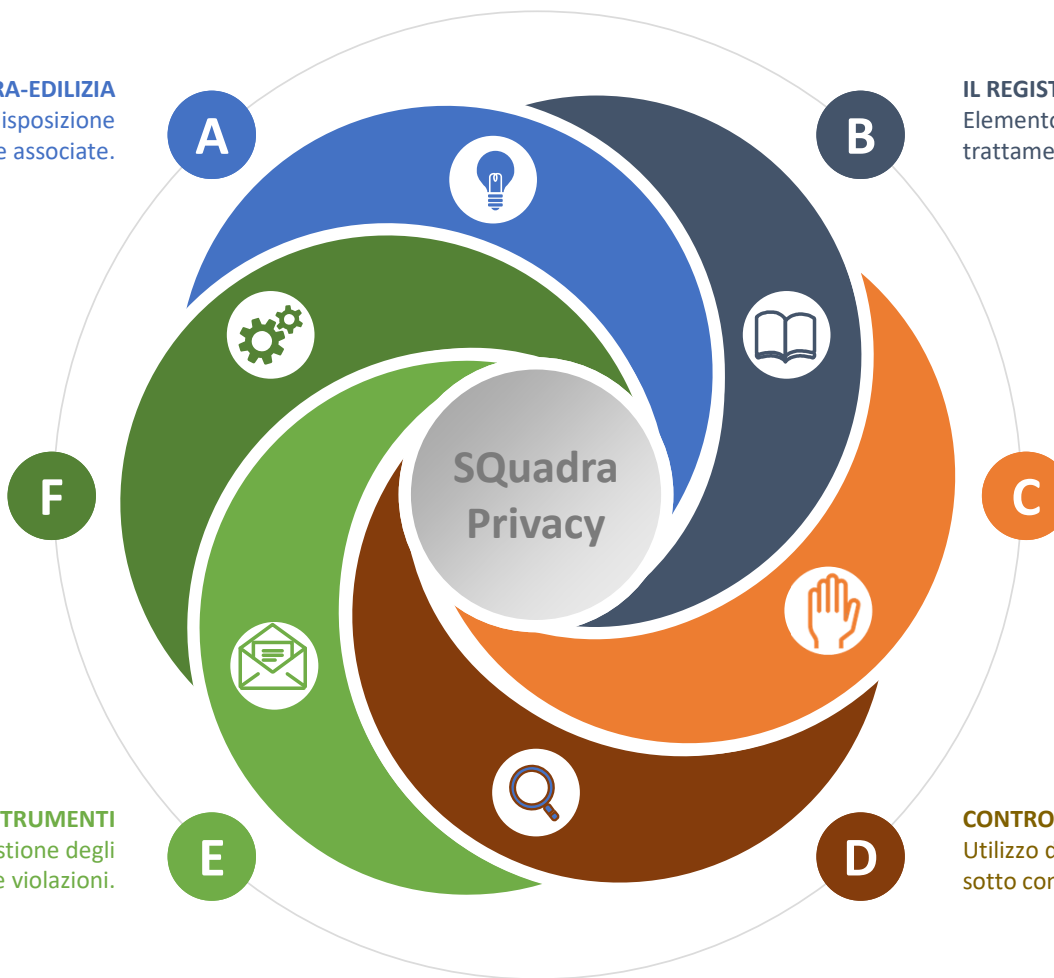 RA-EDILIZIA
isposizione
e associate.
A
B
IL REGIST
Elemento
trattame
SQuadra
Privacy
F
C
TRUMENTI
stione degli
e violazioni.
E
D
CONTRO
Utilizzo d
sotto con